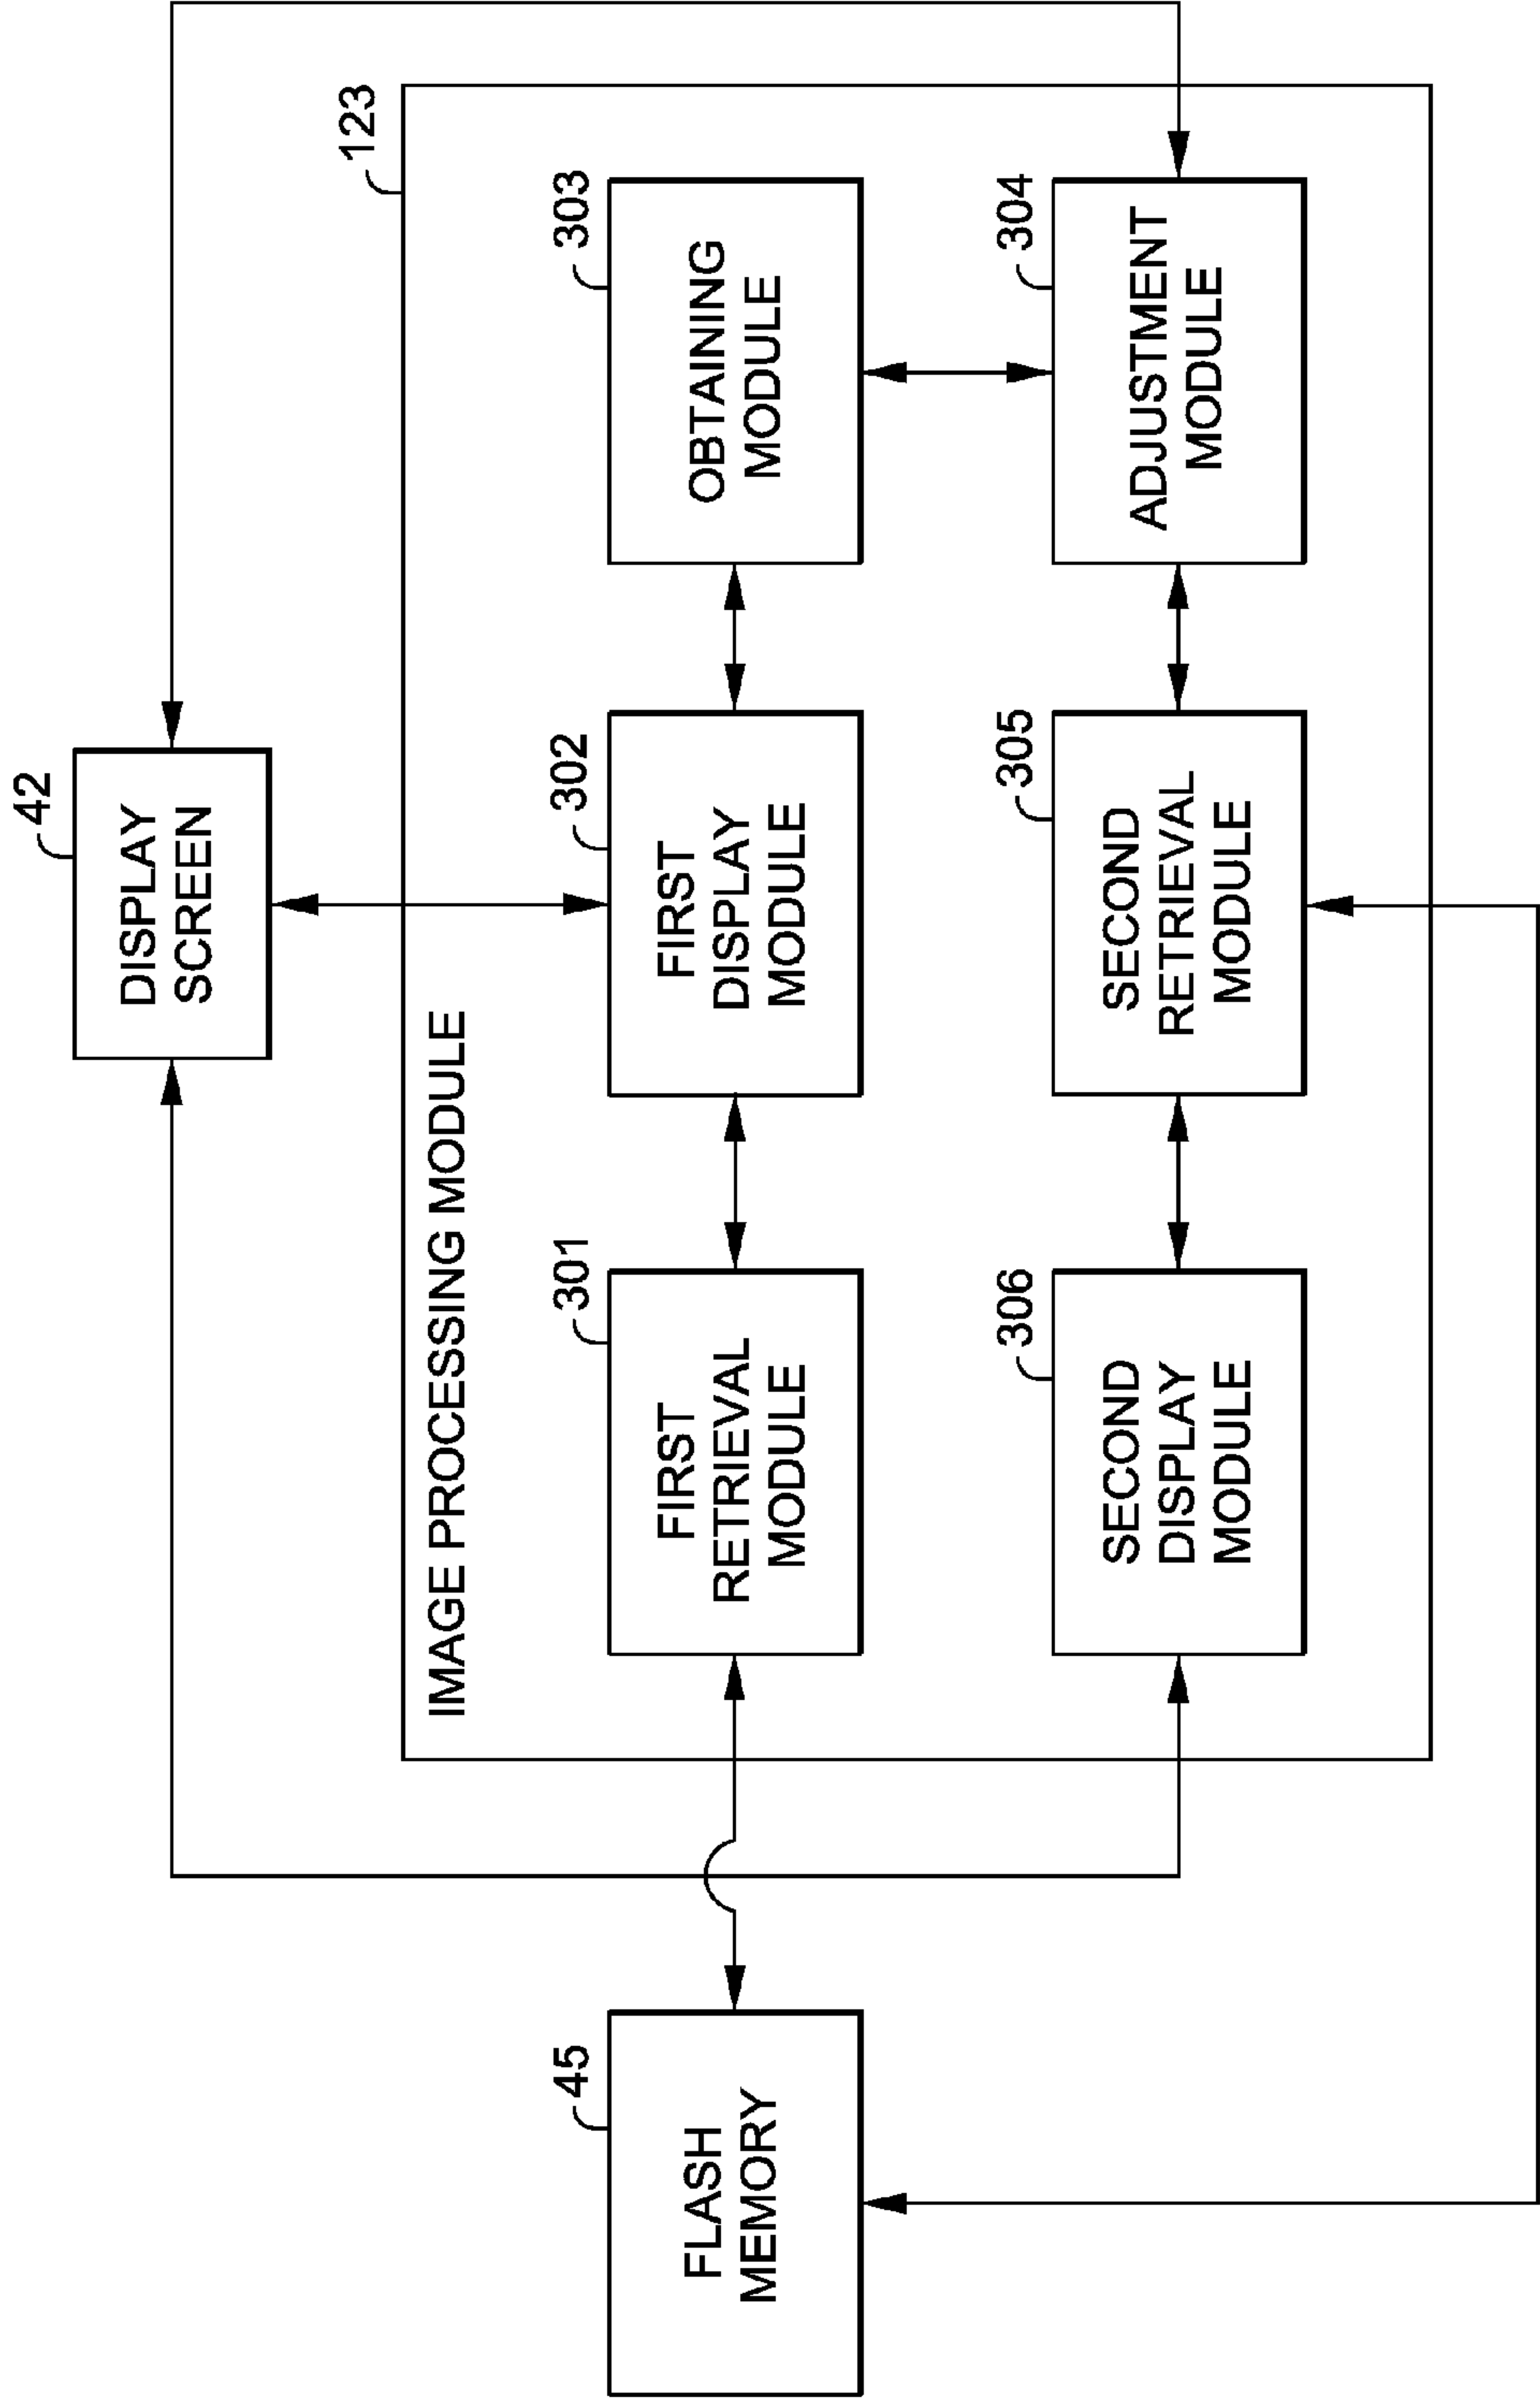 42
DISPLAY
SCREEN
123
IMAGE PROCESSING MODULE
45
FLASH
MEMORY
301
FIRST
RETRIEVAL
MODULE
302
FIRST
DISPLAY
MODULE
303
OBTAINING
MODULE
306
SECOND
DISPLAY
MODULE
305
SECOND
RETRIEVAL
MODULE
304
ADJUSTMENT
MODULE